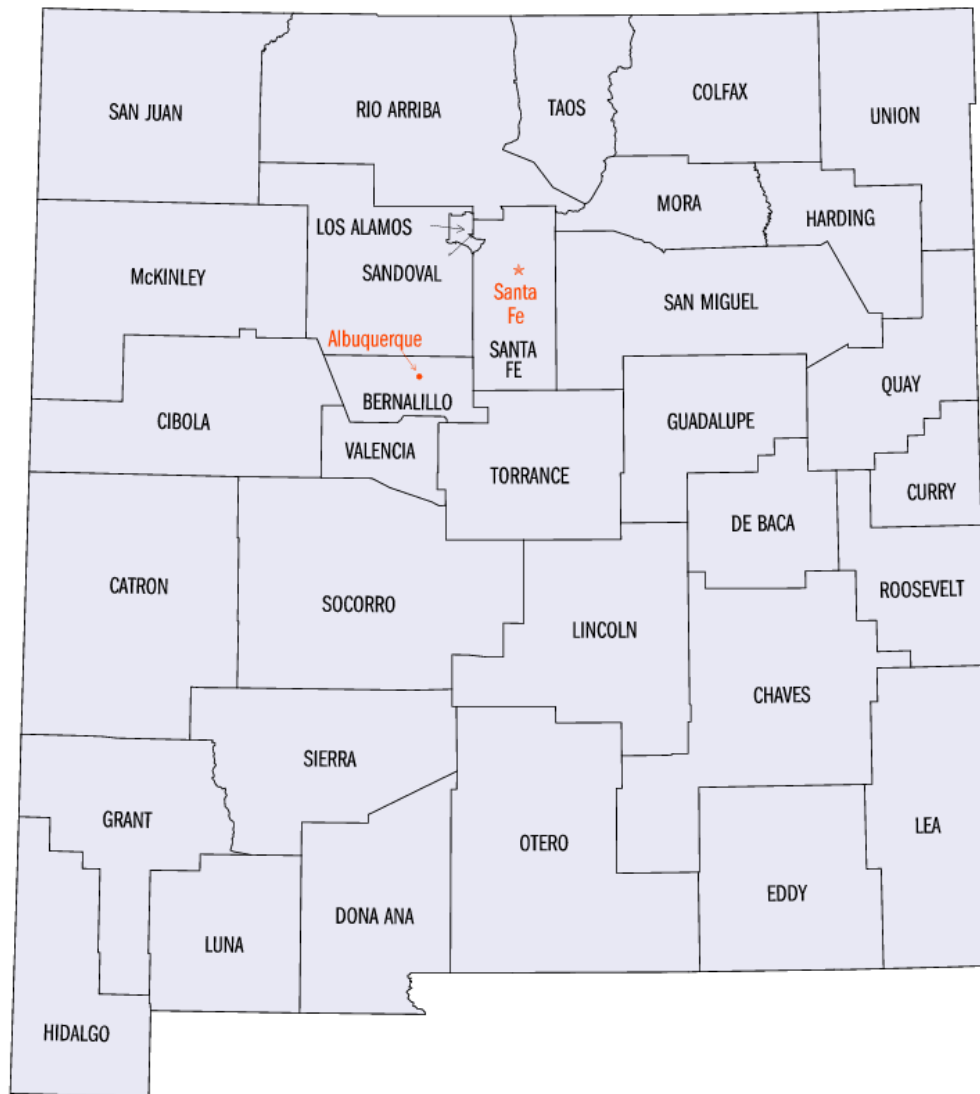 COLFAX
TAOS
RIO ARRIBA
SAN JUAN
UNION
MORA
HARDING
LOS ALAMOS
SANDOVAL
McKINLEY
Santa
Fe
SAN MIGUEL
Albuquerque
SANTA
FE
QUAY
BERNALILLO
CIBOLA
GUADALUPE
VALENCIA
TORRANCE
CURRY
DE BACA
CATRON
SOCORRO
ROOSEVELT
LINCOLN
CHAVES
SIERRA
GRANT
OTERO
LEA
EDDY
DONA ANA
LUNA
HIDALGO